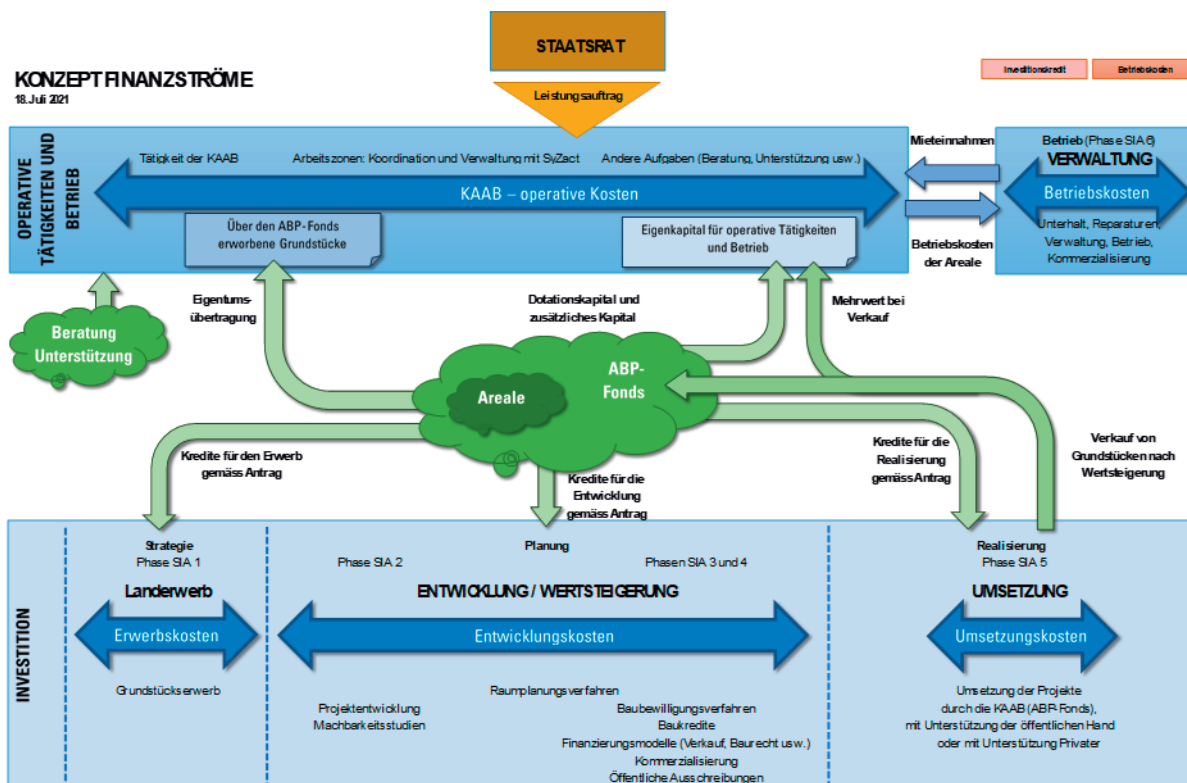 STAATSRAT
Leistungsauftrag
KONZEPT FINANZSTRÖME
18. Juli 2021
Investitionskredit
Betriebskosten
OPERATIVE
TÄTIGKEITEN UND
BETRIEB
Tätigkeit der KAAB
Arbeitszonen: Koordination und Verwaltung mit SyZact
Andere Aufgaben (Beratung, Unterstützung usw.)
KAAB – operative Kosten
Über den ABP-Fonds
erworbene Grundstücke
Eigenkapital für operative Tätigkeiten
und Betrieb
Mieteinnahmen
Betriebskosten
der Areale
Betrieb (Phase SIA 6)
VERWALTUNG
Betriebskosten
Unterhalt, Reparaturen,
Verwaltung, Betrieb,
Kommerzialisierung
Beratung
Unterstützung
Eigentums-
übertragung
Dotationskapital und
zusätzliches Kapital
Mehrwert bei
Verkauf
Areale
ABP-
Fonds
Kredite für den Erwerb
gemäss Antrag
Kredite für die
Entwicklung
gemäss Antrag
Kredite für die
Realisierung
gemäss Antrag
Verkauf von
Grundstücken nach
Wertsteigerung
INVESTITION
Strategie
Phase SIA 1
Landerwerb
Erwerbskosten
Grundstückserwerb
Planung
Phase SIA 2
Phasen SIA 3 und 4
ENTWICKLUNG / WERTSTEIGERUNG
Entwicklungskosten
Raumplanungsverfahren
Projektentwicklung
Machbarkeitsstudien
Baubewilligungsverfahren
Baukredite
Finanzierungsmodelle (Verkauf, Baurecht usw.)
Kommerzialisierung
Öffentliche Ausschreibungen
Realisierung
Phase SIA 5
UMSETZUNG
Umsetzungskosten
Umsetzung der Projekte
durch die KAAB (ABP-Fonds),
mit Unterstützung der öffentlichen Hand
oder mit Unterstützung Privater